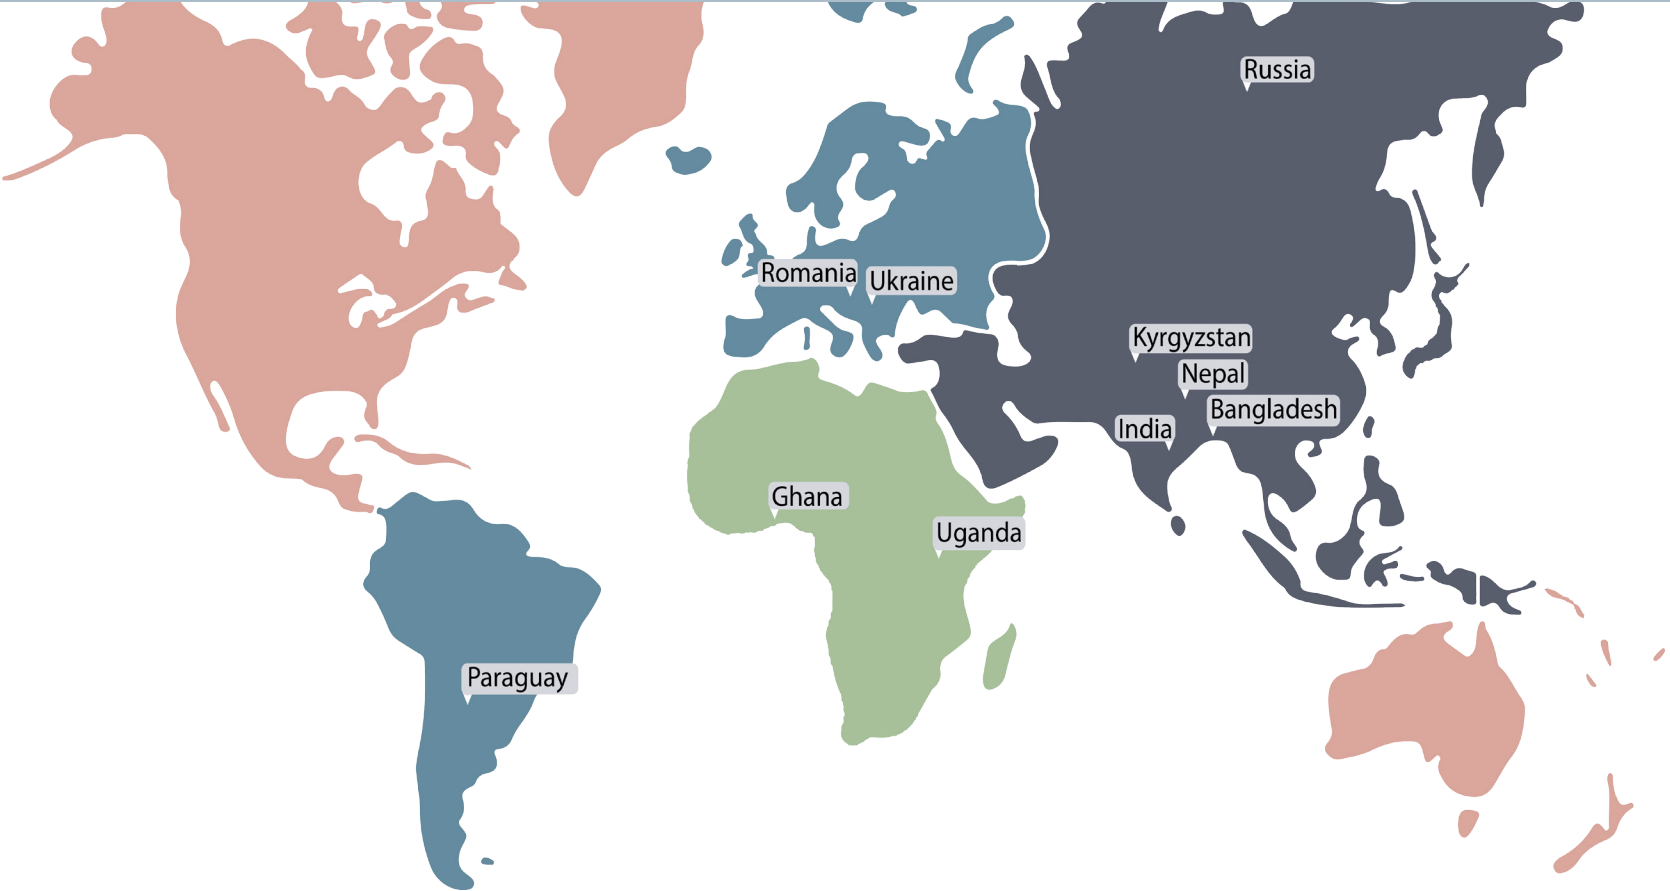 Russia
Romania
Ukraine
Kyrgyzstan
Nepal
Bangladesh
India
Ghana
Uganda
Paraguay